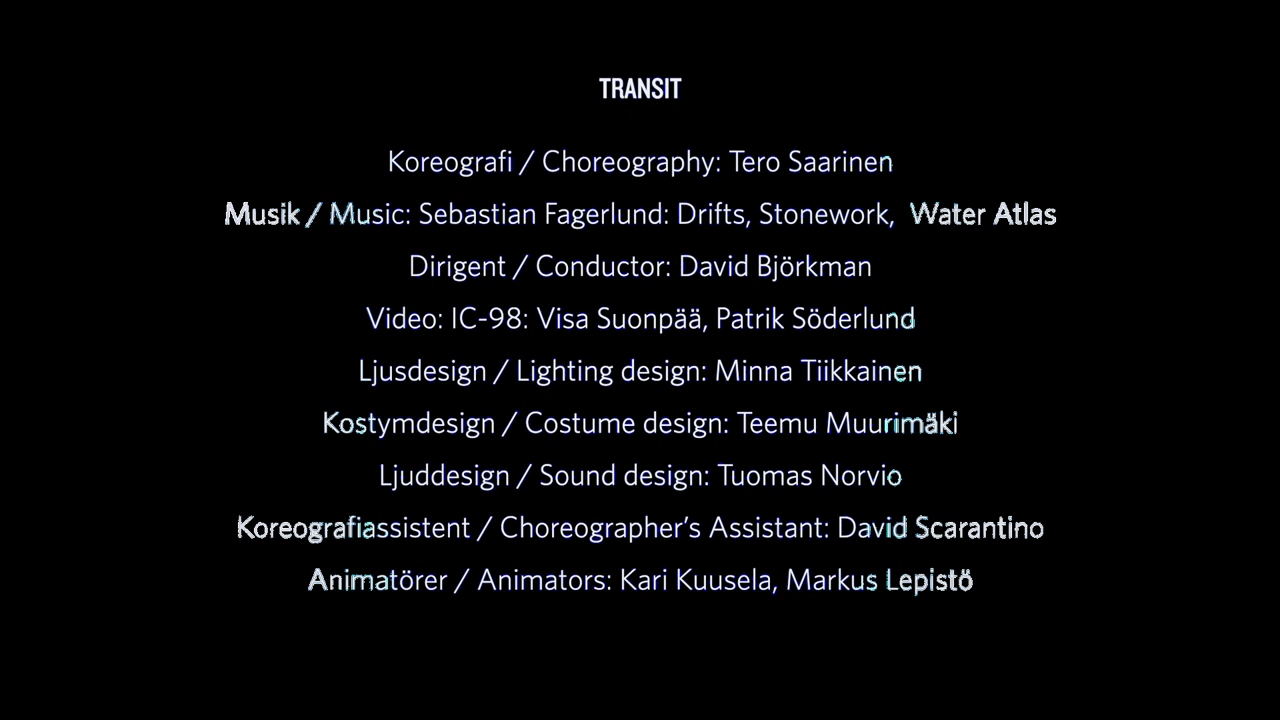 TRANSIT
Koreografi / Choreography: Tero Saarinen
Musik / Music: Sebastian Fagerlund: Drifts, Stonework, Water Atlas
Dirigent / Conductor: David Björkman
Video: IC-98: Visa Suonpää, Patrik Söderlund
Ljusdesign / Lighting design: Minna Tiikkainen
Kostymdesign / Costume design: Teemu Muurimäki
Ljuddesign / Sound design: Tuomas Norvio
Koreografiassistent / Choreographer’s Assistant: David Scarantino
Animatörer / Animators: Kari Kuusela, Markus Lepistö